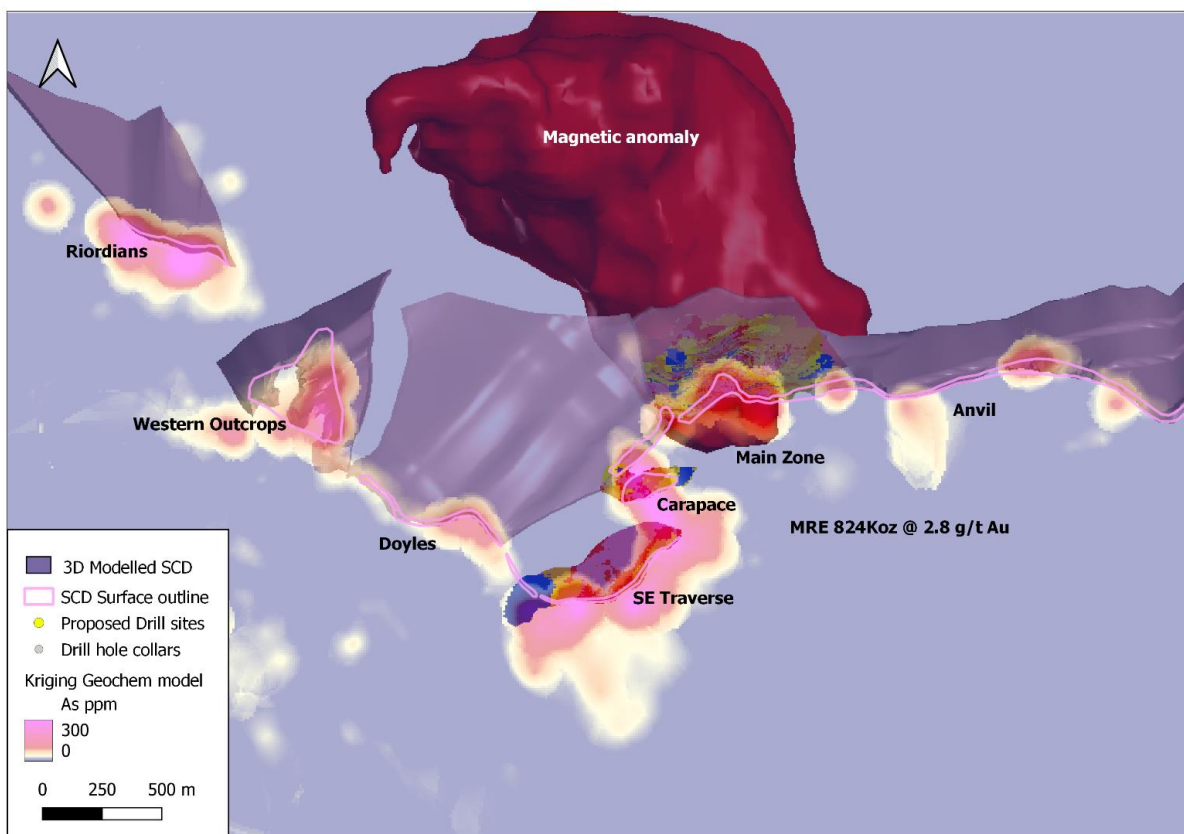 Magnetic anomaly
Riordians
Western Outcrops
Anvil
Main Zone
Carapace
MRE 824Koz @ 2.8 g/t Au
Doyles
SE Traverse
3D Modelled SCD
SCD Surface outline
Proposed Drill sites
Drill hole collars
Kriging Geochem model
As ppm
300
0
0 250 500 m